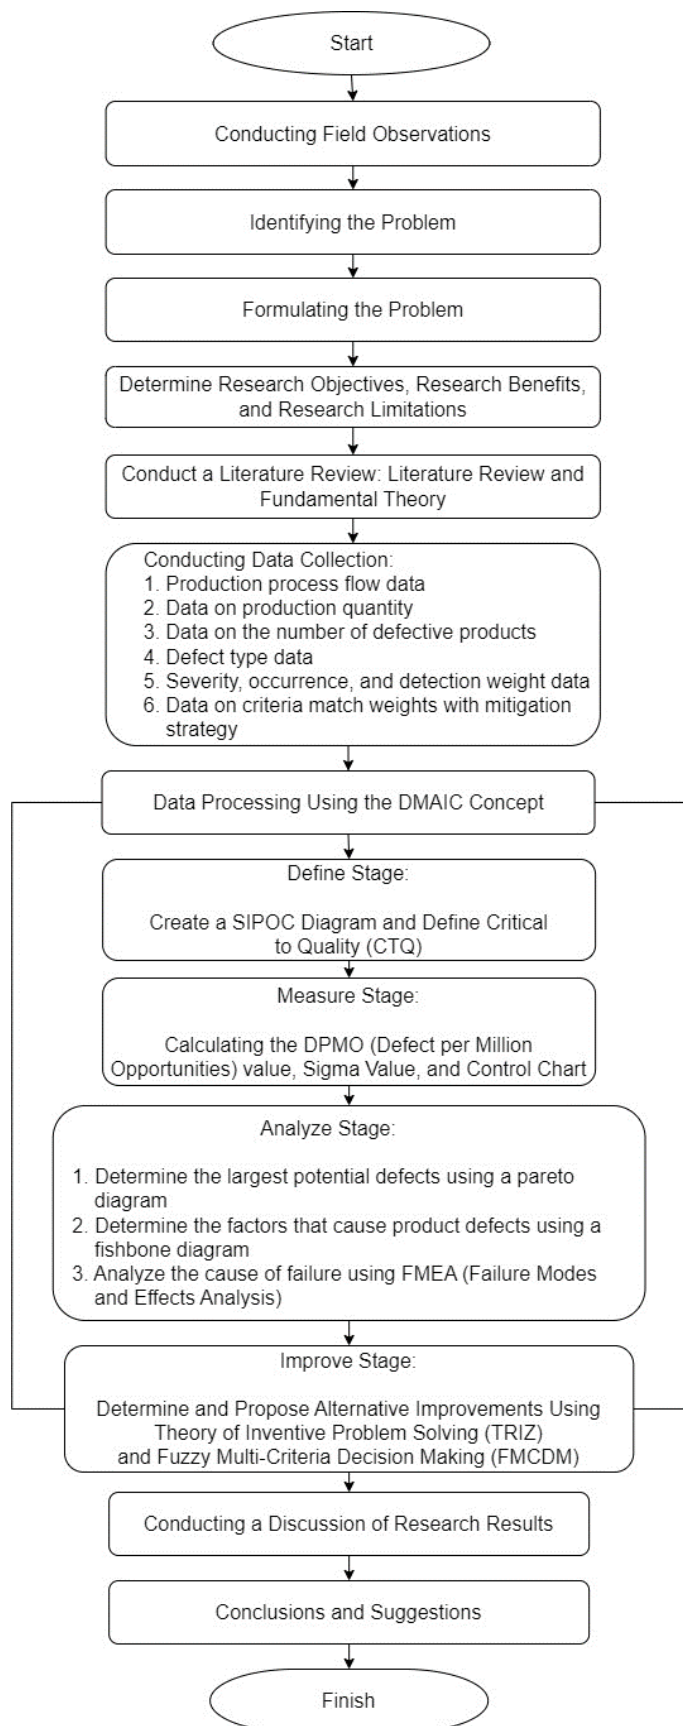 Start
Conducting Field Observations
Identifying the Problem
Formulating the Problem
Determine Research Objectives, Research Benefits,
and Research Limitations
Conduct a Literature Review: Literature Review and
Fundamental Theory
Conducting Data Collection:
1. Production process flow data
2. Data on production quantity
3. Data on the number of defective products
4. Defect type data
5. Severity, occurrence, and detection weight data
6. Data on criteria match weights with mitigation
strategy
Data Processing Using the DMAIC Concept
Define Stage:
Create a SIPOC Diagram and Define Critical
to Quality (CTQ)
Measure Stage:
Calculating the DPMO (Defect per Million
Opportunities) value, Sigma Value, and Control Chart
Analyze Stage:
1. Determine the largest potential defects using a pareto
diagram
2. Determine the factors that cause product defects using a
fishbone diagram
3. Analyze the cause of failure using FMEA (Failure Modes
and Effects Analysis)
Improve Stage:
Determine and Propose Alternative Improvements Using
Theory of Inventive Problem Solving (TRIZ)
and Fuzzy Multi-Criteria Decision Making (FMCDM)
Conducting a Discussion of Research Results
Conclusions and Suggestions
Finish